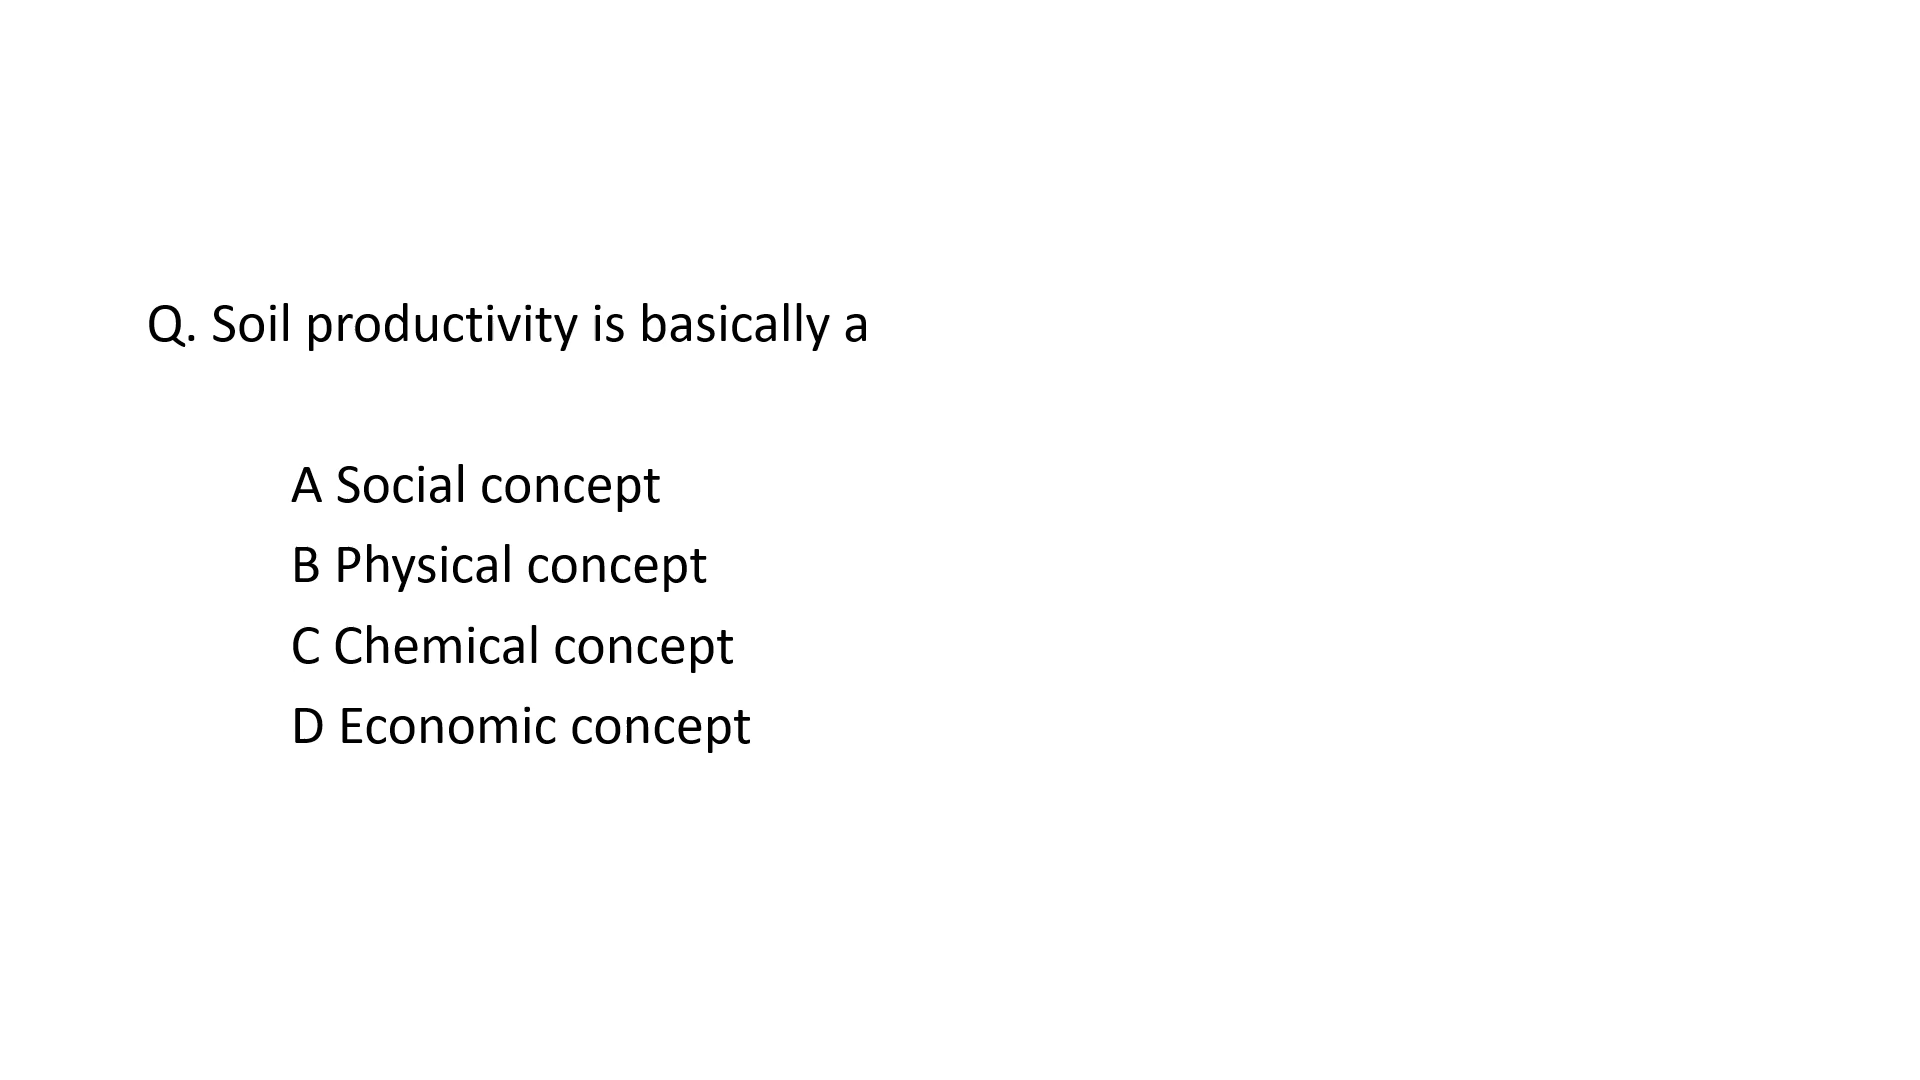 Q. Soil productivity is basically a
A Social concept
B Physical concept
C Chemical concept
D Economic concept